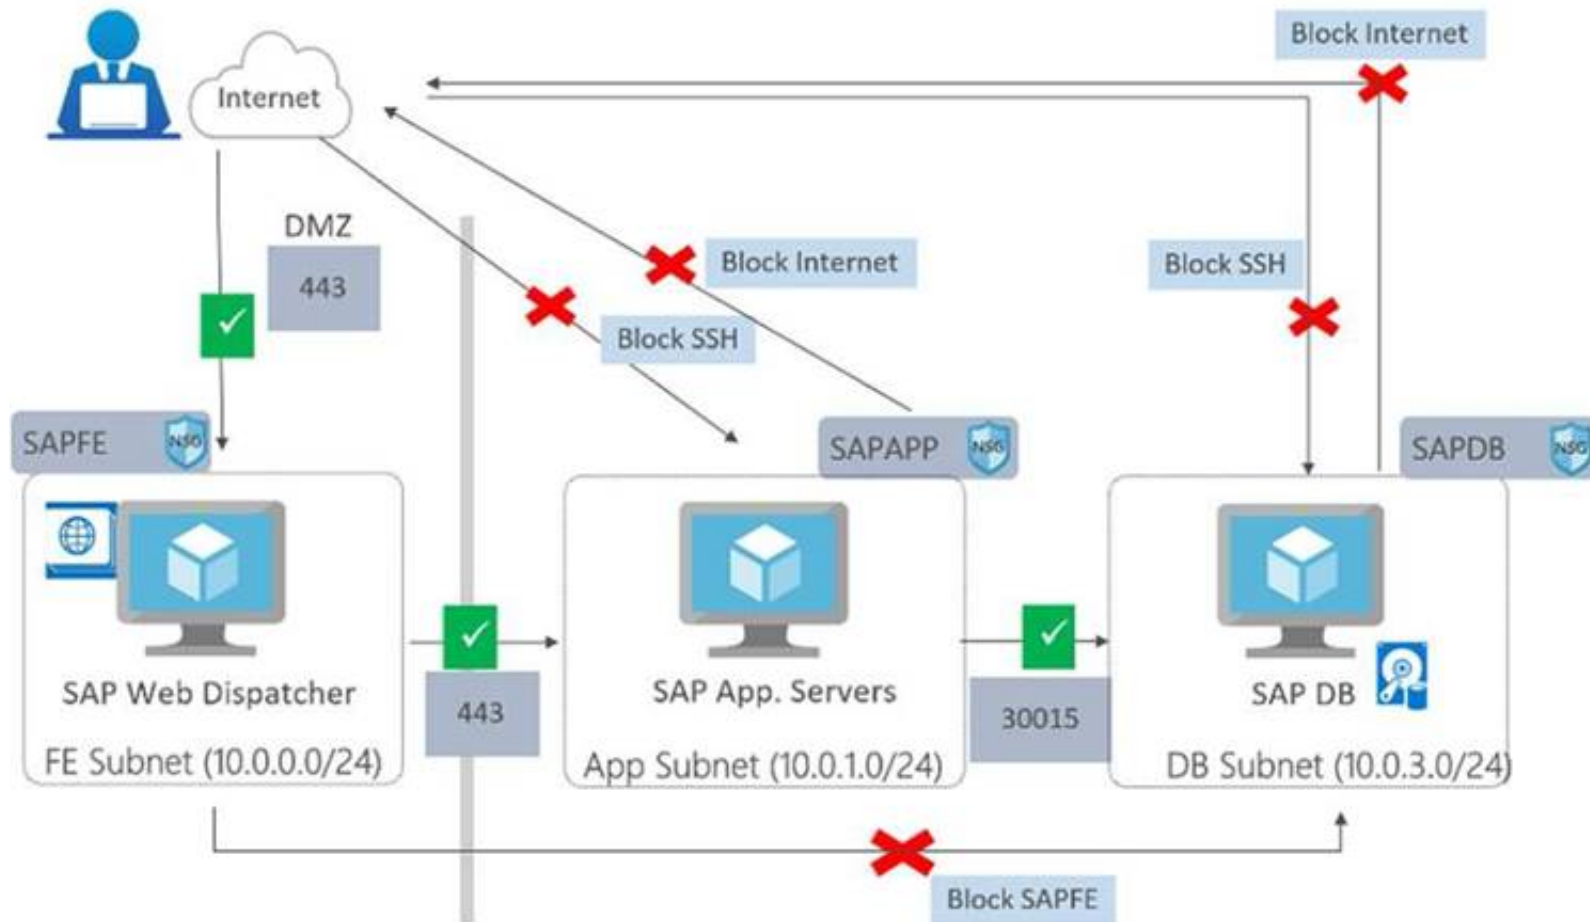 Block Internet
Internet
DMZ
443
Block Internet
Block SSH
Block SSH
SAPFE
NSG
SAPAPP
NSG
SAPDB
NSG
SAP Web Dispatcher
FE Subnet (10.0.0.0/24)
443
SAP App. Servers
App Subnet (10.0.1.0/24)
30015
SAP DB
DB Subnet (10.0.3.0/24)
Block SAPFE